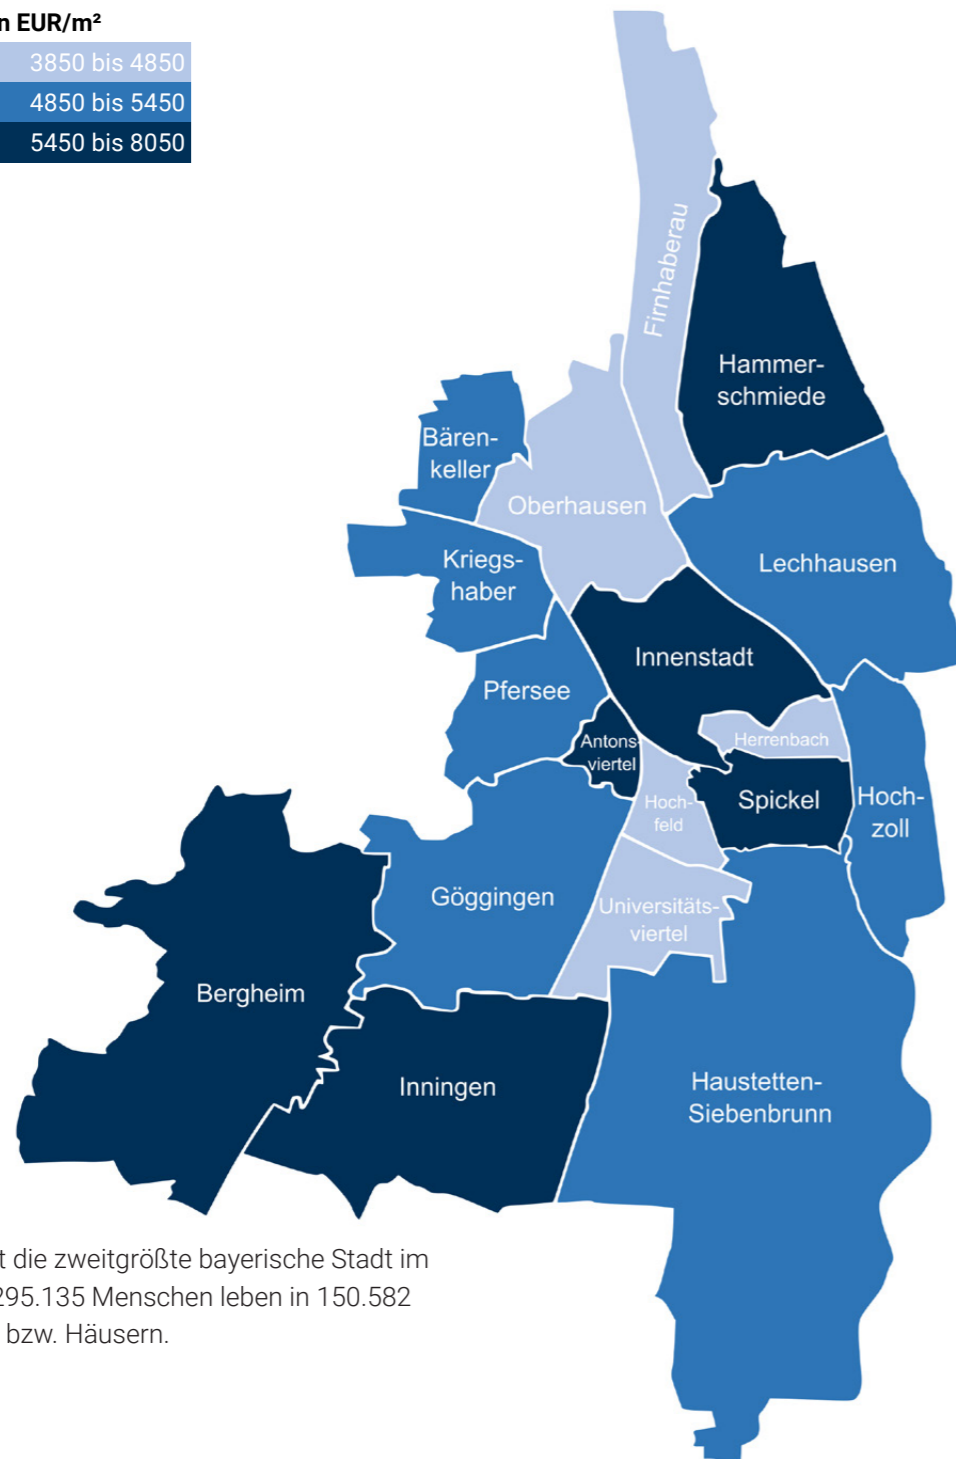 n EUR/m²
3850 bis 4850
4850 bis 5450
5450 bis 8050
Firnhaberau
Hammer-
schmiede
Bären-
keller
Oberhausen
Kriegs-
haber
Lechhausen
Innenstadt
Pfersee
Antons-
viertel
Herrenbach
Hoch-
feld
Spickel
Hoch-
zoll
Göggingen
Universitäts-
viertel
Bergheim
Inningen
Haustetten-
Siebenbrunn
t die zweitgrößte bayerische Stadt im
295.135 Menschen leben in 150.582
bzw. Häusern.